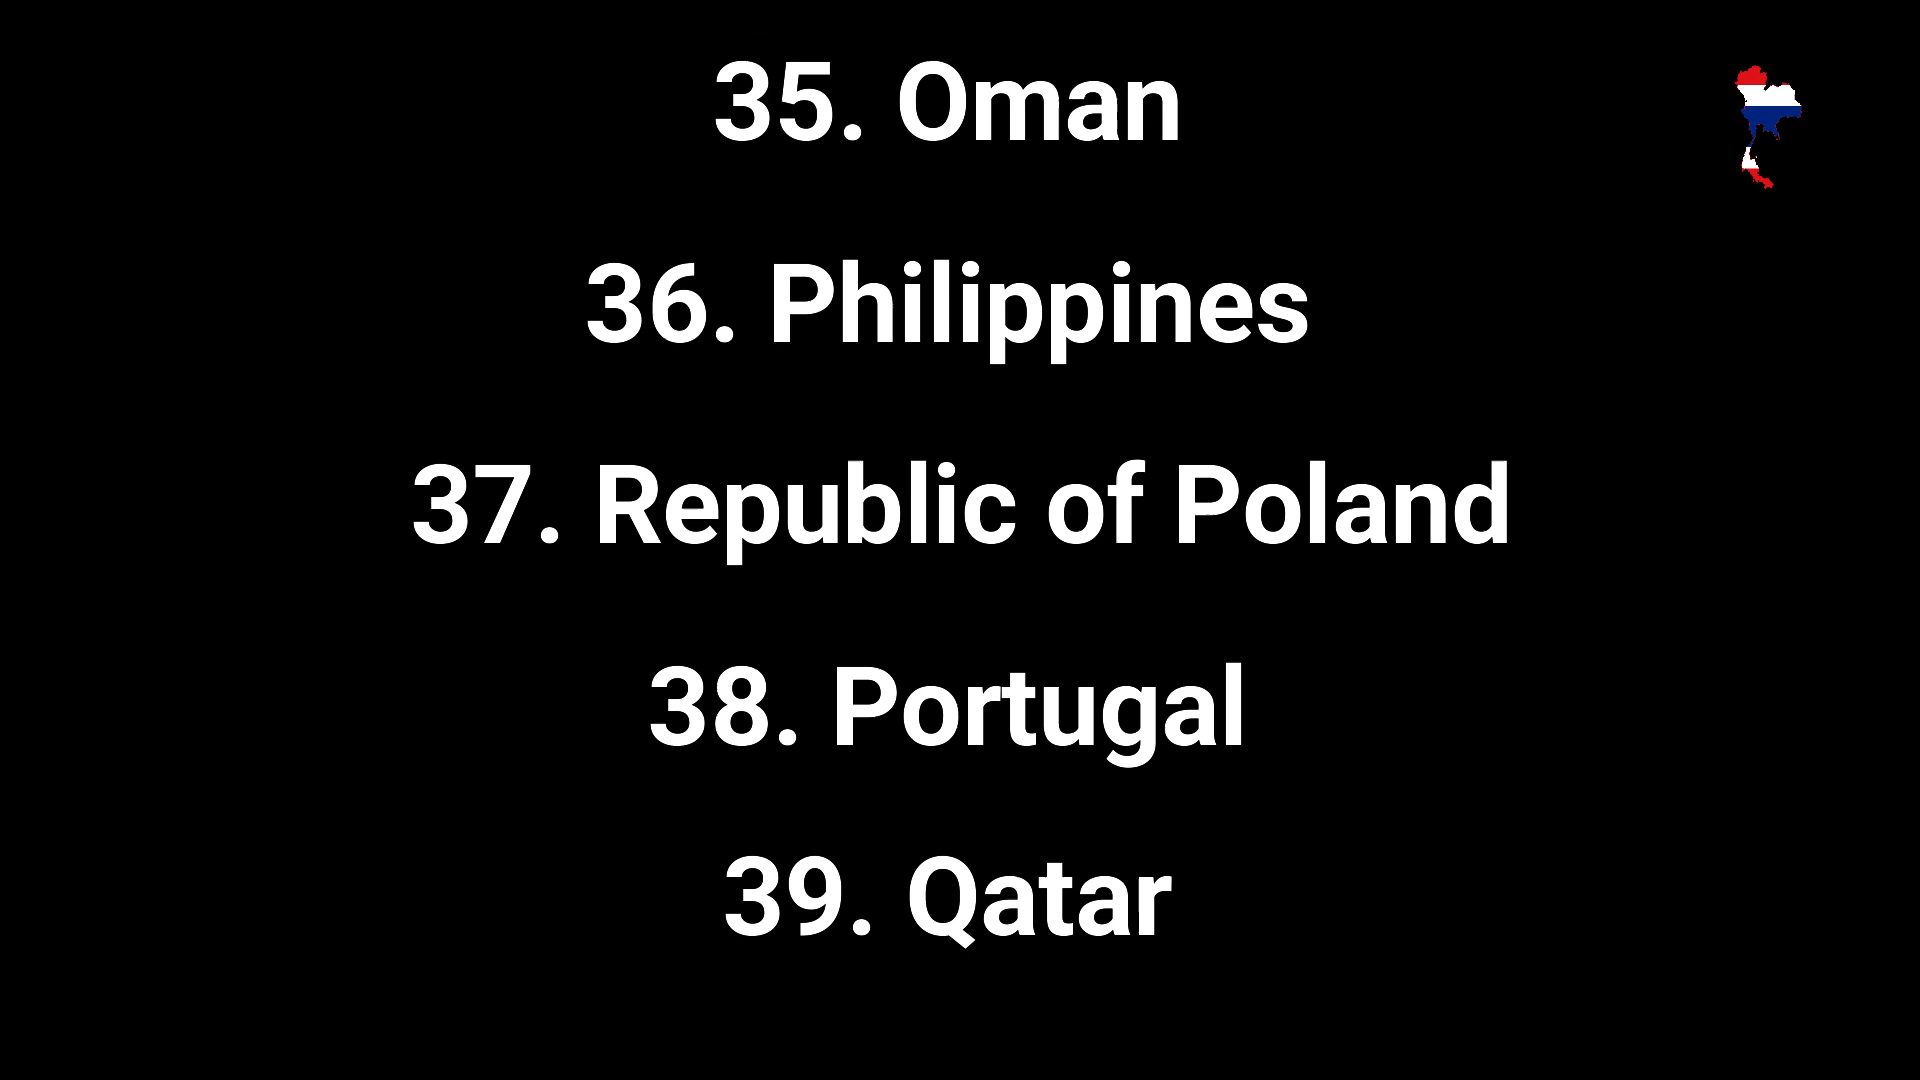 35. Oman
36. Philippines
37. Republic of Poland
38. Portugal
39. Qatar